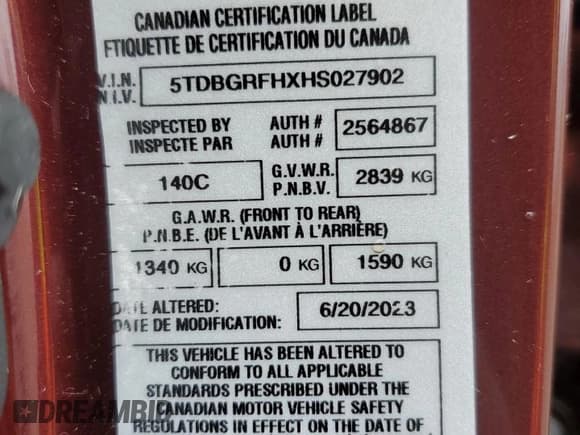 CANADIAN CERTIFICATION LABEL
ETIQUETTE DE CERTIFICATION DU CANADA
V.I.N. 5TDBGRFHXHS027902
N.I.V.
INSPECTED BY AUTH # 2564867
INSPECTE PAR AUTH #
140C G.V.W.R. 2839 KG
P.N.B.V.
G.A.W.R. (FRONT TO REAR)
P.N.B.E. (DE L'AVANT À L'ARRIÈRE)
1340 KG 0 KG 1590 KG
DATE ALTERED: 6/20/2023
DATE DE MODIFICATION:
THIS VEHICLE HAS BEEN ALTERED TO
CONFORM TO ALL APPLICABLE
STANDARDS PRESCRIBED UNDER THE
CANADIAN MOTOR VEHICLE SAFETY
REGULATIONS IN EFFECT ON THE DATE OF
DREAMBID